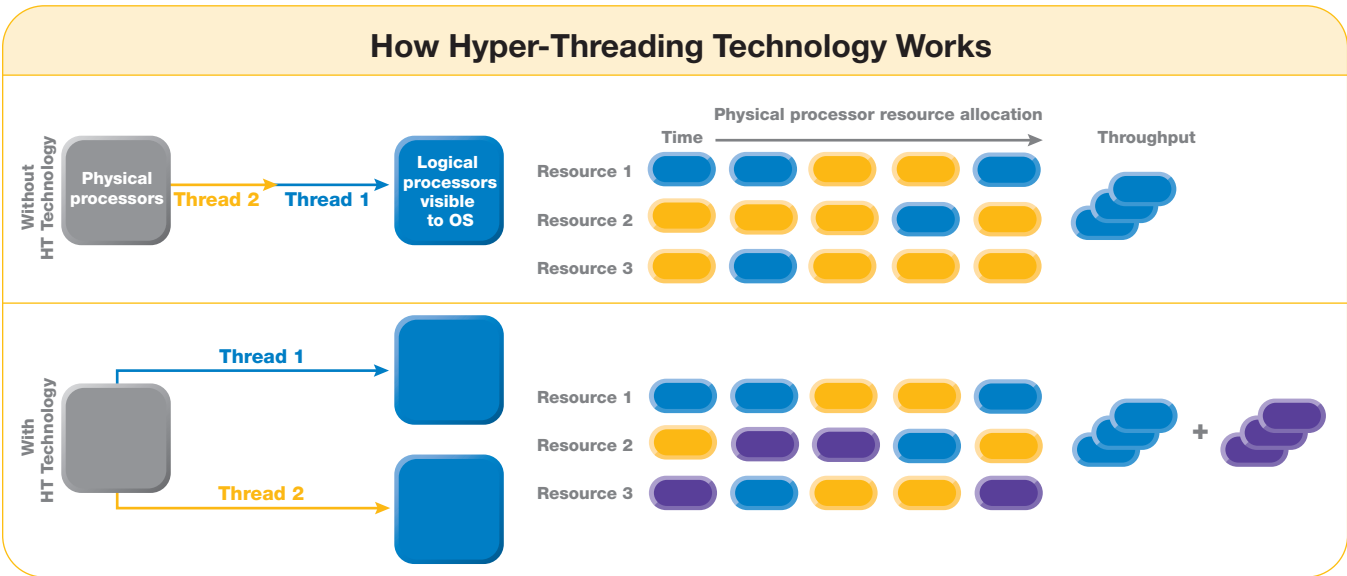 How Hyper-Threading Technology Works
Without
HT Technology
Physical
processors
Thread 2
Thread 1
Logical
processors
visible
to OS
Physical processor resource allocation
Time
Throughput
Resource 1
Resource 2
Resource 3
With
HT Technology
Thread 1
Thread 2
Resource 1
Resource 2
Resource 3
+